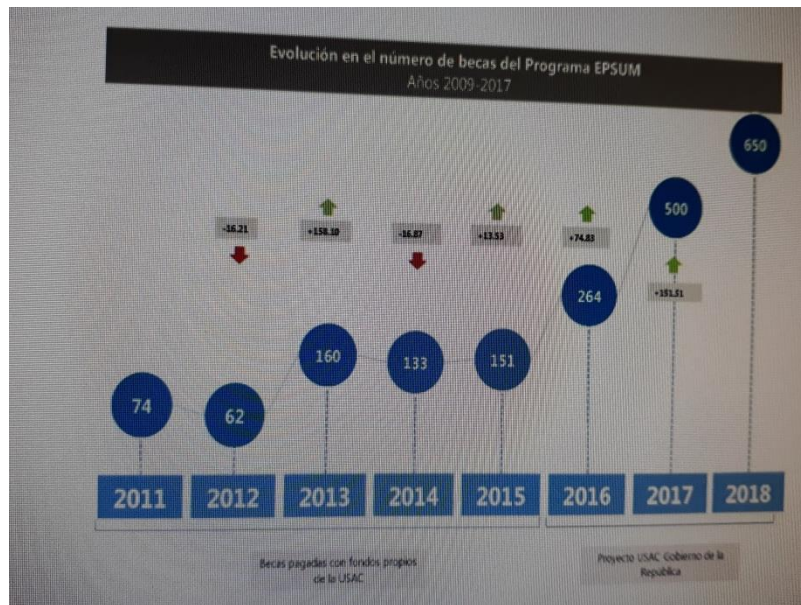 Evolución en el número de becas del Programa EPSUM
Años 2009-2017
650
500
-16.21
+158.10
-16.87
+13.53
+74.83
+151.51
264
160
133
151
74
62
2011 2012 2013 2014 2015 2016 2017 2018
Becas pagadas con fondos propios
de la USAC
Proyecto USAC Gobierno de la
República